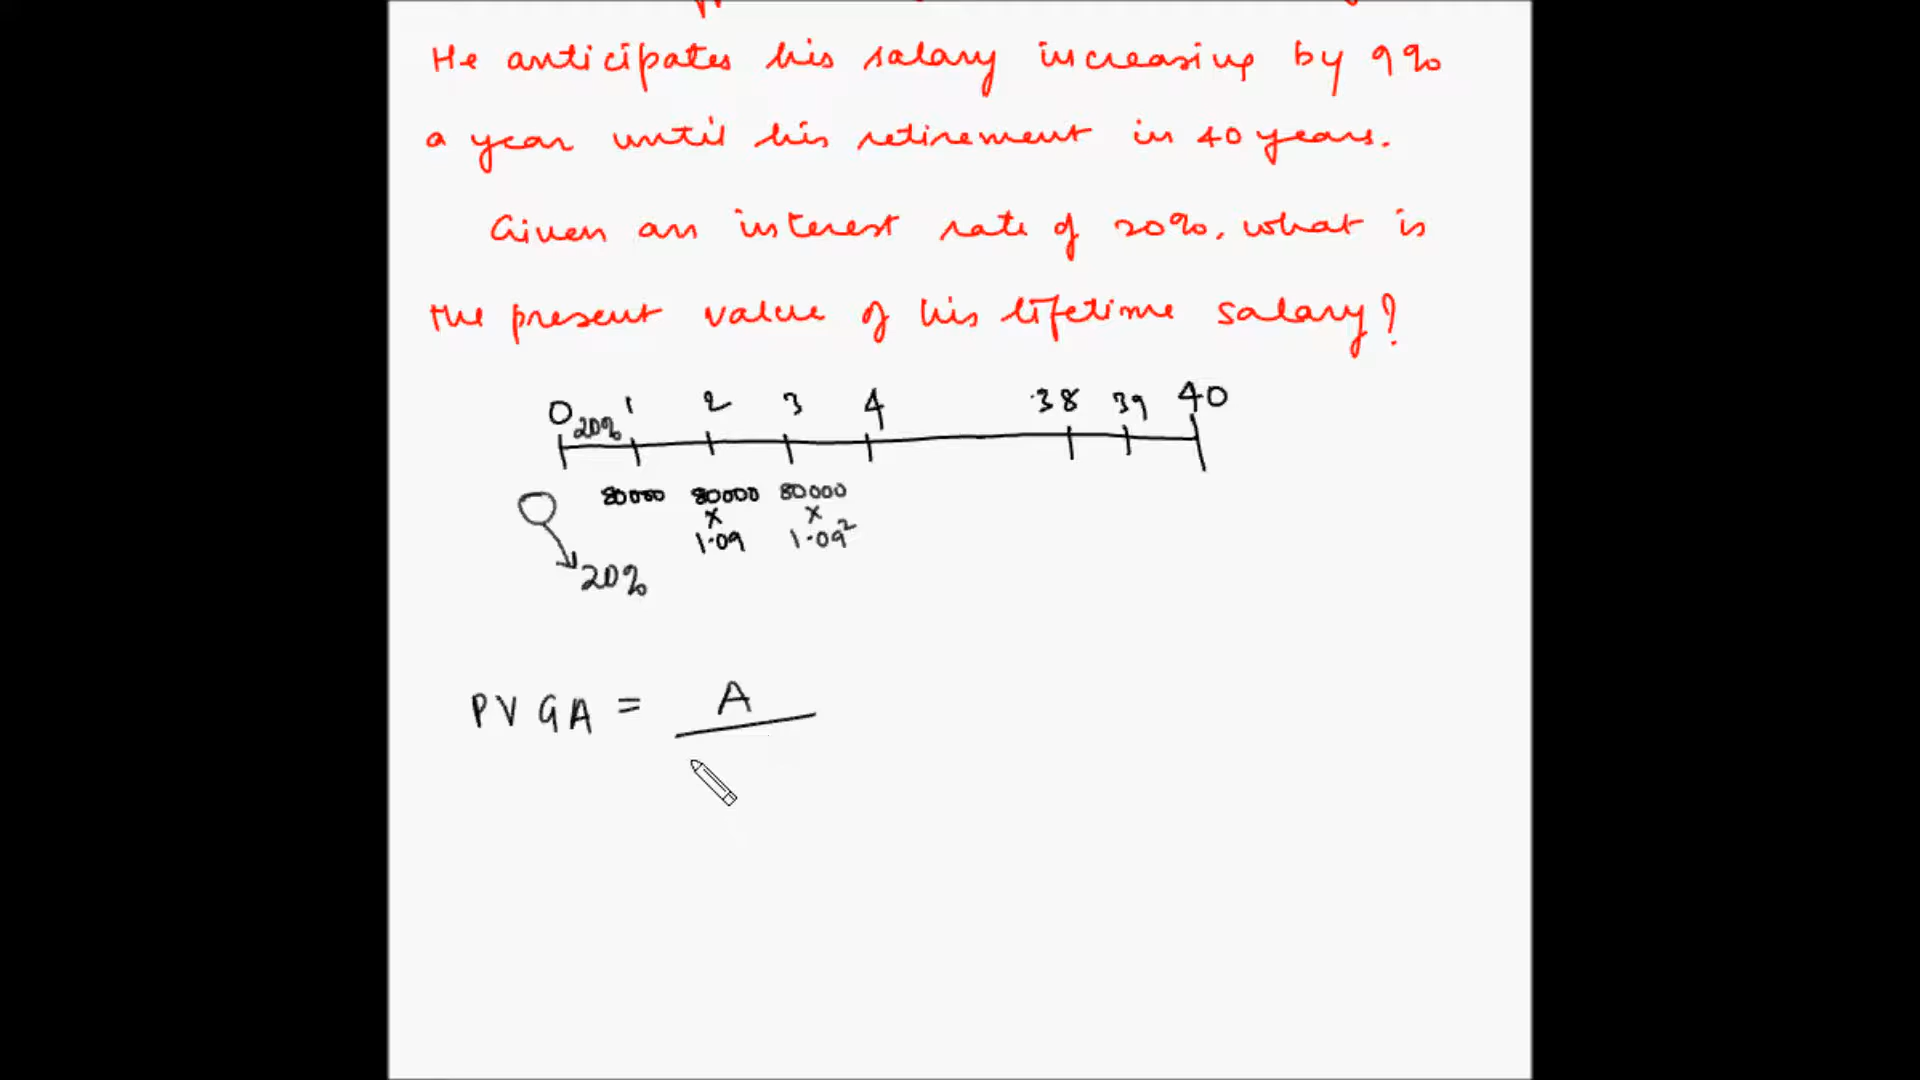 He anticipates his salary increasing by 9%
a year until his retirement in 40 years.
Given an interest rate of 20%, what is
the present value of his lifetime salary?
0 20% 1 2 3 4 38 39 40
80000 80000 80000
x x
1.09 1.09²
20%
PVGA = A